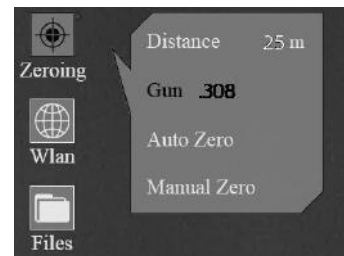 Zeroing
Wlan
Files
Distance 25 m
Gun .308
Auto Zero
Manual Zero